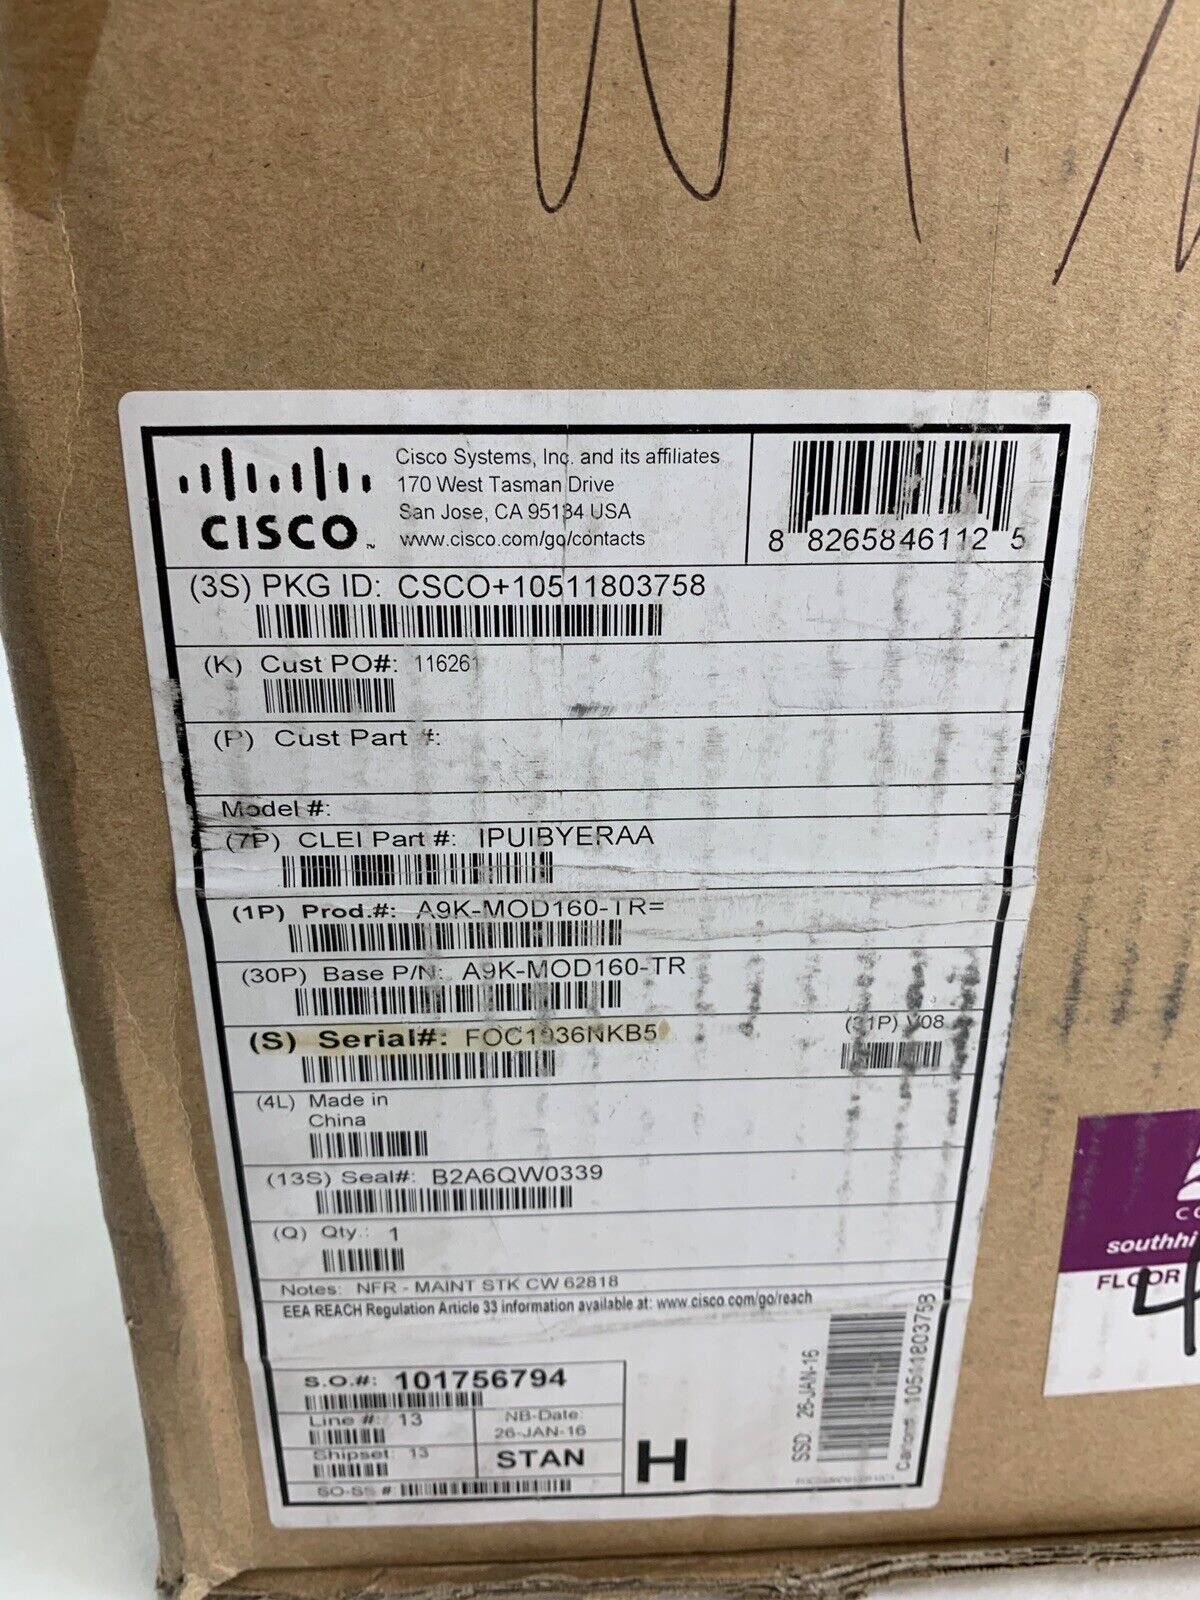 CISCO
Cisco Systems, Inc. and its affiliates
170 West Tasman Drive
San Jose, CA 95134 USA
www.cisco.com/go/contacts
8 8265846112 5
(3S) PKG ID: CSCO+10511803758
(K) Cust PO#: 116261
(P) Cust Part #:
Model #:
(7P) CLEI Part #: IPUIBYERAA
(1P) Prod.#: A9K-MOD160-TR=
(30P) Base P/N: A9K-MOD160-TR
(S) Serial#: FOC1936NKB5
(21P) V08
(4L) Made in
China
(13S) Seal#: B2A6QW0339
(Q) Qty.: 1
Notes: NFR - MAINT STK CW 62818
EEA REACH Regulation Article 33 information available at: www.cisco.com/go/reach
S.O.#: 101756794
Line #: 13
NB-Date:
26-JAN-16
Shipset: 13
STAN
SO-SS #:
H
SSD: 26-JAN-16
Carton#: 10511803758
southhi
FLOOR